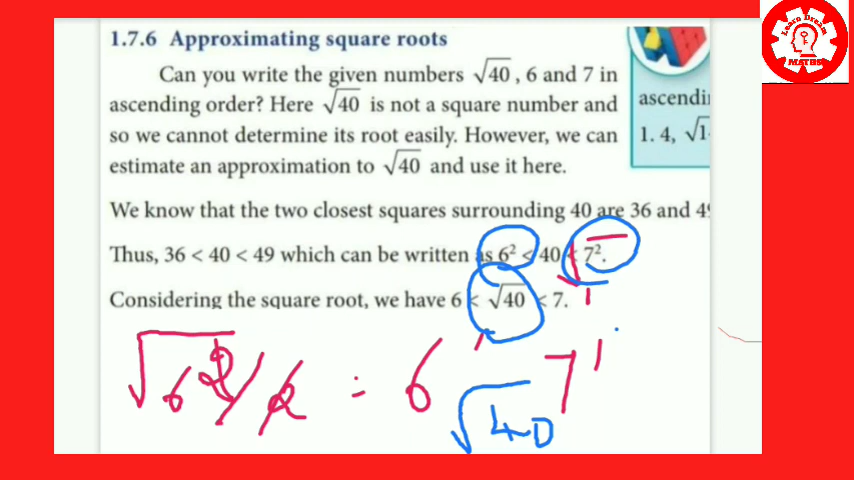 Learn Dream
MATHS
1.7.6 Approximating square roots
Can you write the given numbers √40, 6 and 7 in
ascending order? Here √40 is not a square number and
so we cannot determine its root easily. However, we can
estimate an approximation to √40 and use it here.
ascendi
1. 4, √1
We know that the two closest squares surrounding 40 are 36 and 49
Thus, 36 < 40 < 49 which can be written as 6² < 40 < 7².
Considering the square root, we have 6 < √40 < 7.
= 6
7
√40